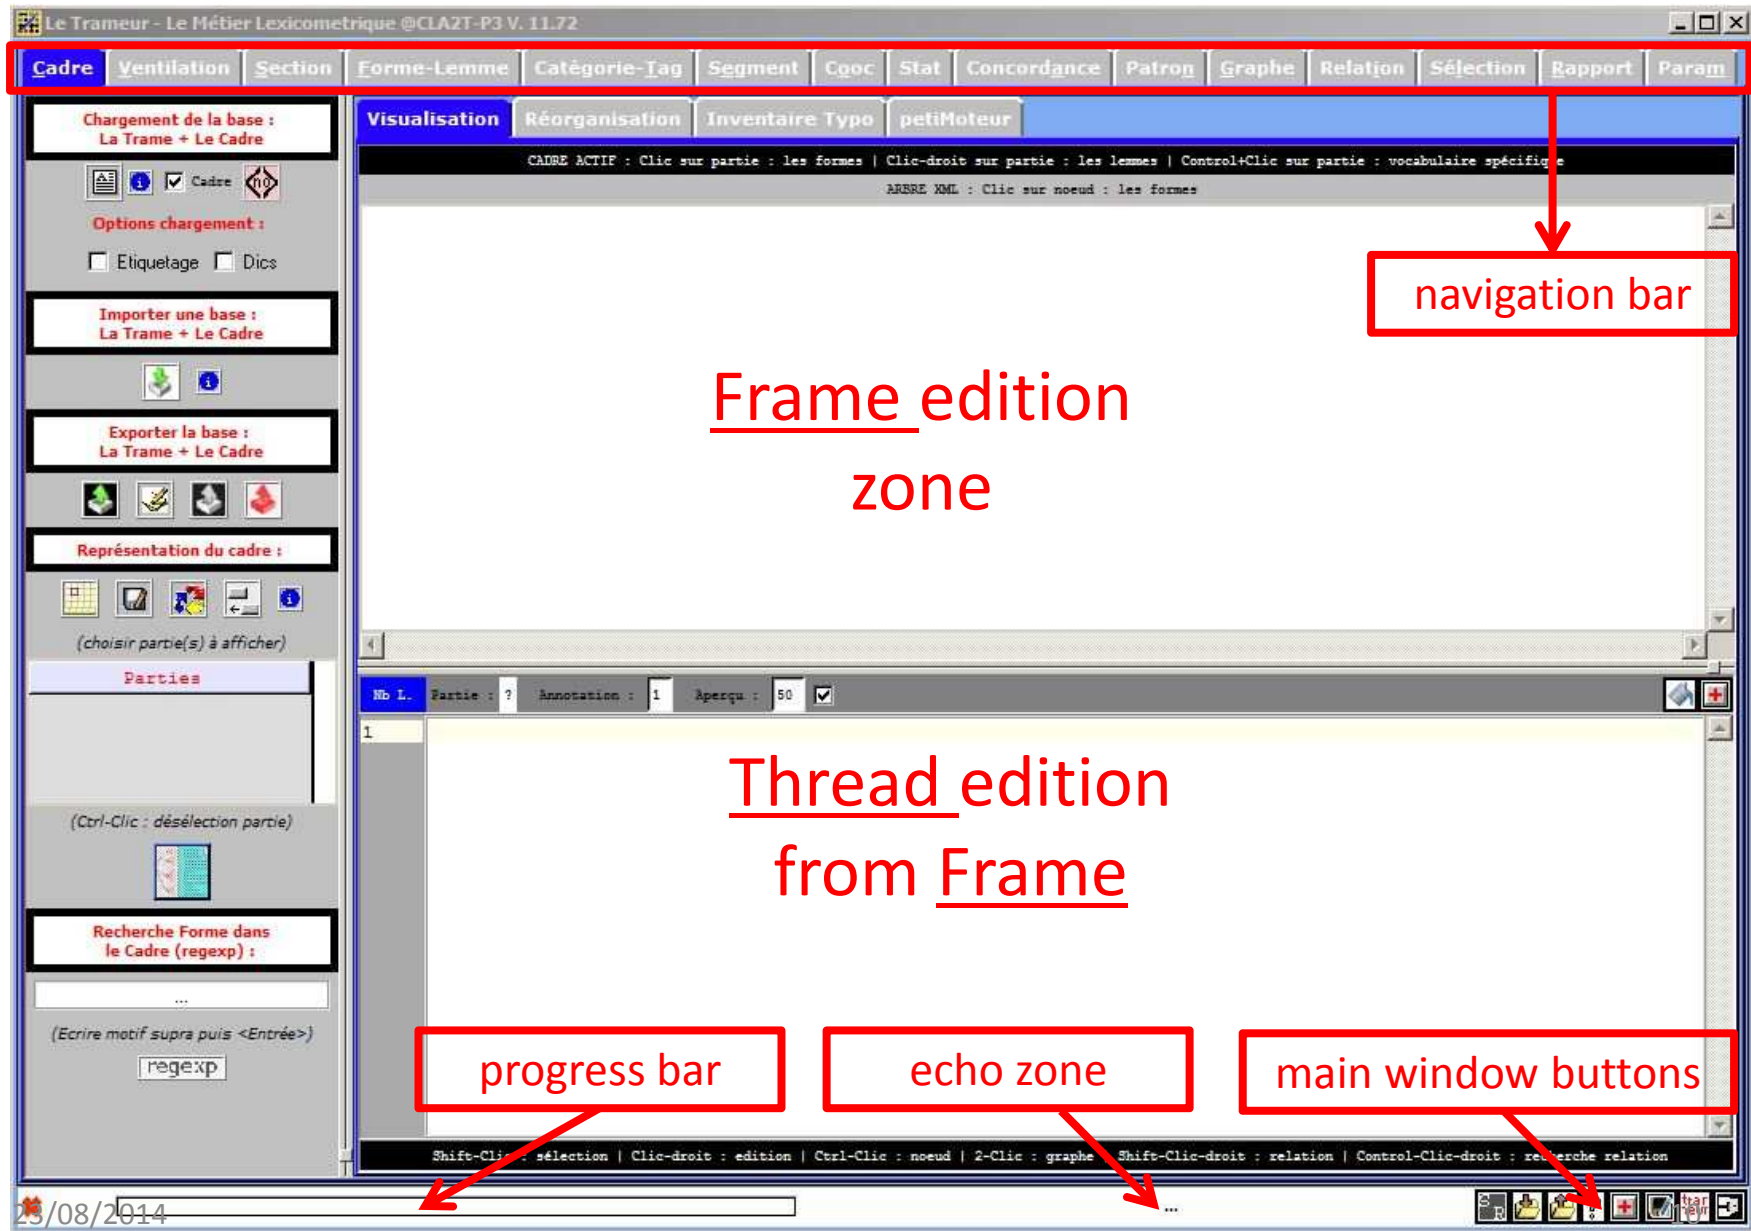 Le Trameur - Le Métier Lexicometrique @CLA2T-P3 V. 11.72
Cadre Ventilation Section Forme-Lemme Catégorie-Tag Segment Cooc Stat Concordance Patron Graphe Relation Sélection Rapport Param
Chargement de la base :
La Trame + Le Cadre
Cadre no
Options chargement :
Etiquetage Dics
Importer une base :
La Trame + Le Cadre
Exporter la base :
La Trame + Le Cadre
Représentation du cadre :
(choisir partie(s) à afficher)
Parties
(Ctrl-Clic : désélection partie)
Recherche Forme dans
le Cadre (regexp) :
...
(Ecrire motif supra puis <Entrée>)
regexp
Visualisation Réorganisation Inventaire Typo petiMoteur
CADRE ACTIF : Clic sur partie : les formes | Clic-droit sur partie : les lemmes | Control+Clic sur partie : vocabulaire spécifique
ARBRE XML : Clic sur noeud : les formes
navigation bar
Frame edition
zone
Nb L. Partie : ? Annotation : 1 Aperçu : 50
1
Thread edition
from Frame
progress bar
echo zone
main window buttons
Shift-Clic : sélection | Clic-droit : edition | Ctrl-Clic : noeud | 2-Clic : graphe Shift-Clic-droit : relation | Control-Clic-droit : recherche relation
23/08/2014
...